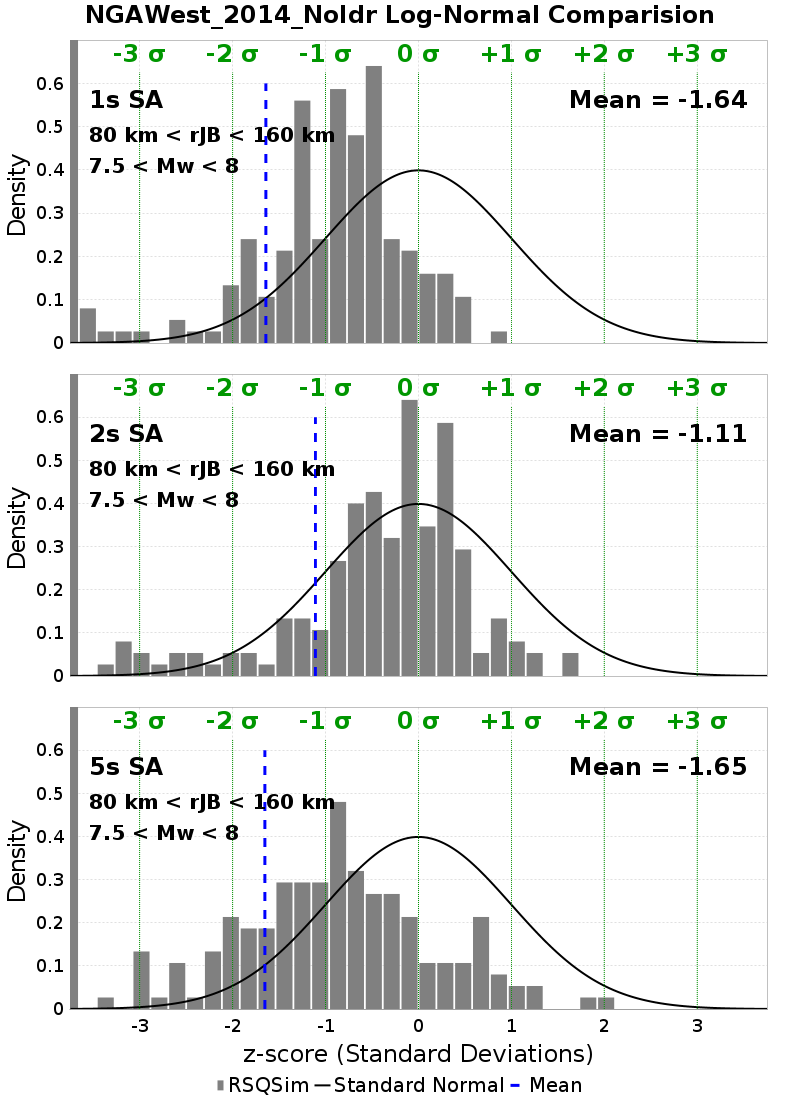 NGAWest_2014_NoIdr Log-Normal Comparision
-3 σ -2 σ -1 σ 0 σ +1 σ +2 σ +3 σ
1s SA
Mean = -1.64
80 km < rJB < 160 km
7.5 < Mw < 8
Density
0.6
0.5
0.4
0.3
0.2
0.1
0
-3 σ -2 σ -1 σ 0 σ +1 σ +2 σ +3 σ
2s SA
Mean = -1.11
80 km < rJB < 160 km
7.5 < Mw < 8
Density
0.6
0.5
0.4
0.3
0.2
0.1
0
-3 σ -2 σ -1 σ 0 σ +1 σ +2 σ +3 σ
5s SA
Mean = -1.65
80 km < rJB < 160 km
7.5 < Mw < 8
Density
0.6
0.5
0.4
0.3
0.2
0.1
0
-3 -2 -1 0 1 2 3
z-score (Standard Deviations)
RSQSim Standard Normal Mean